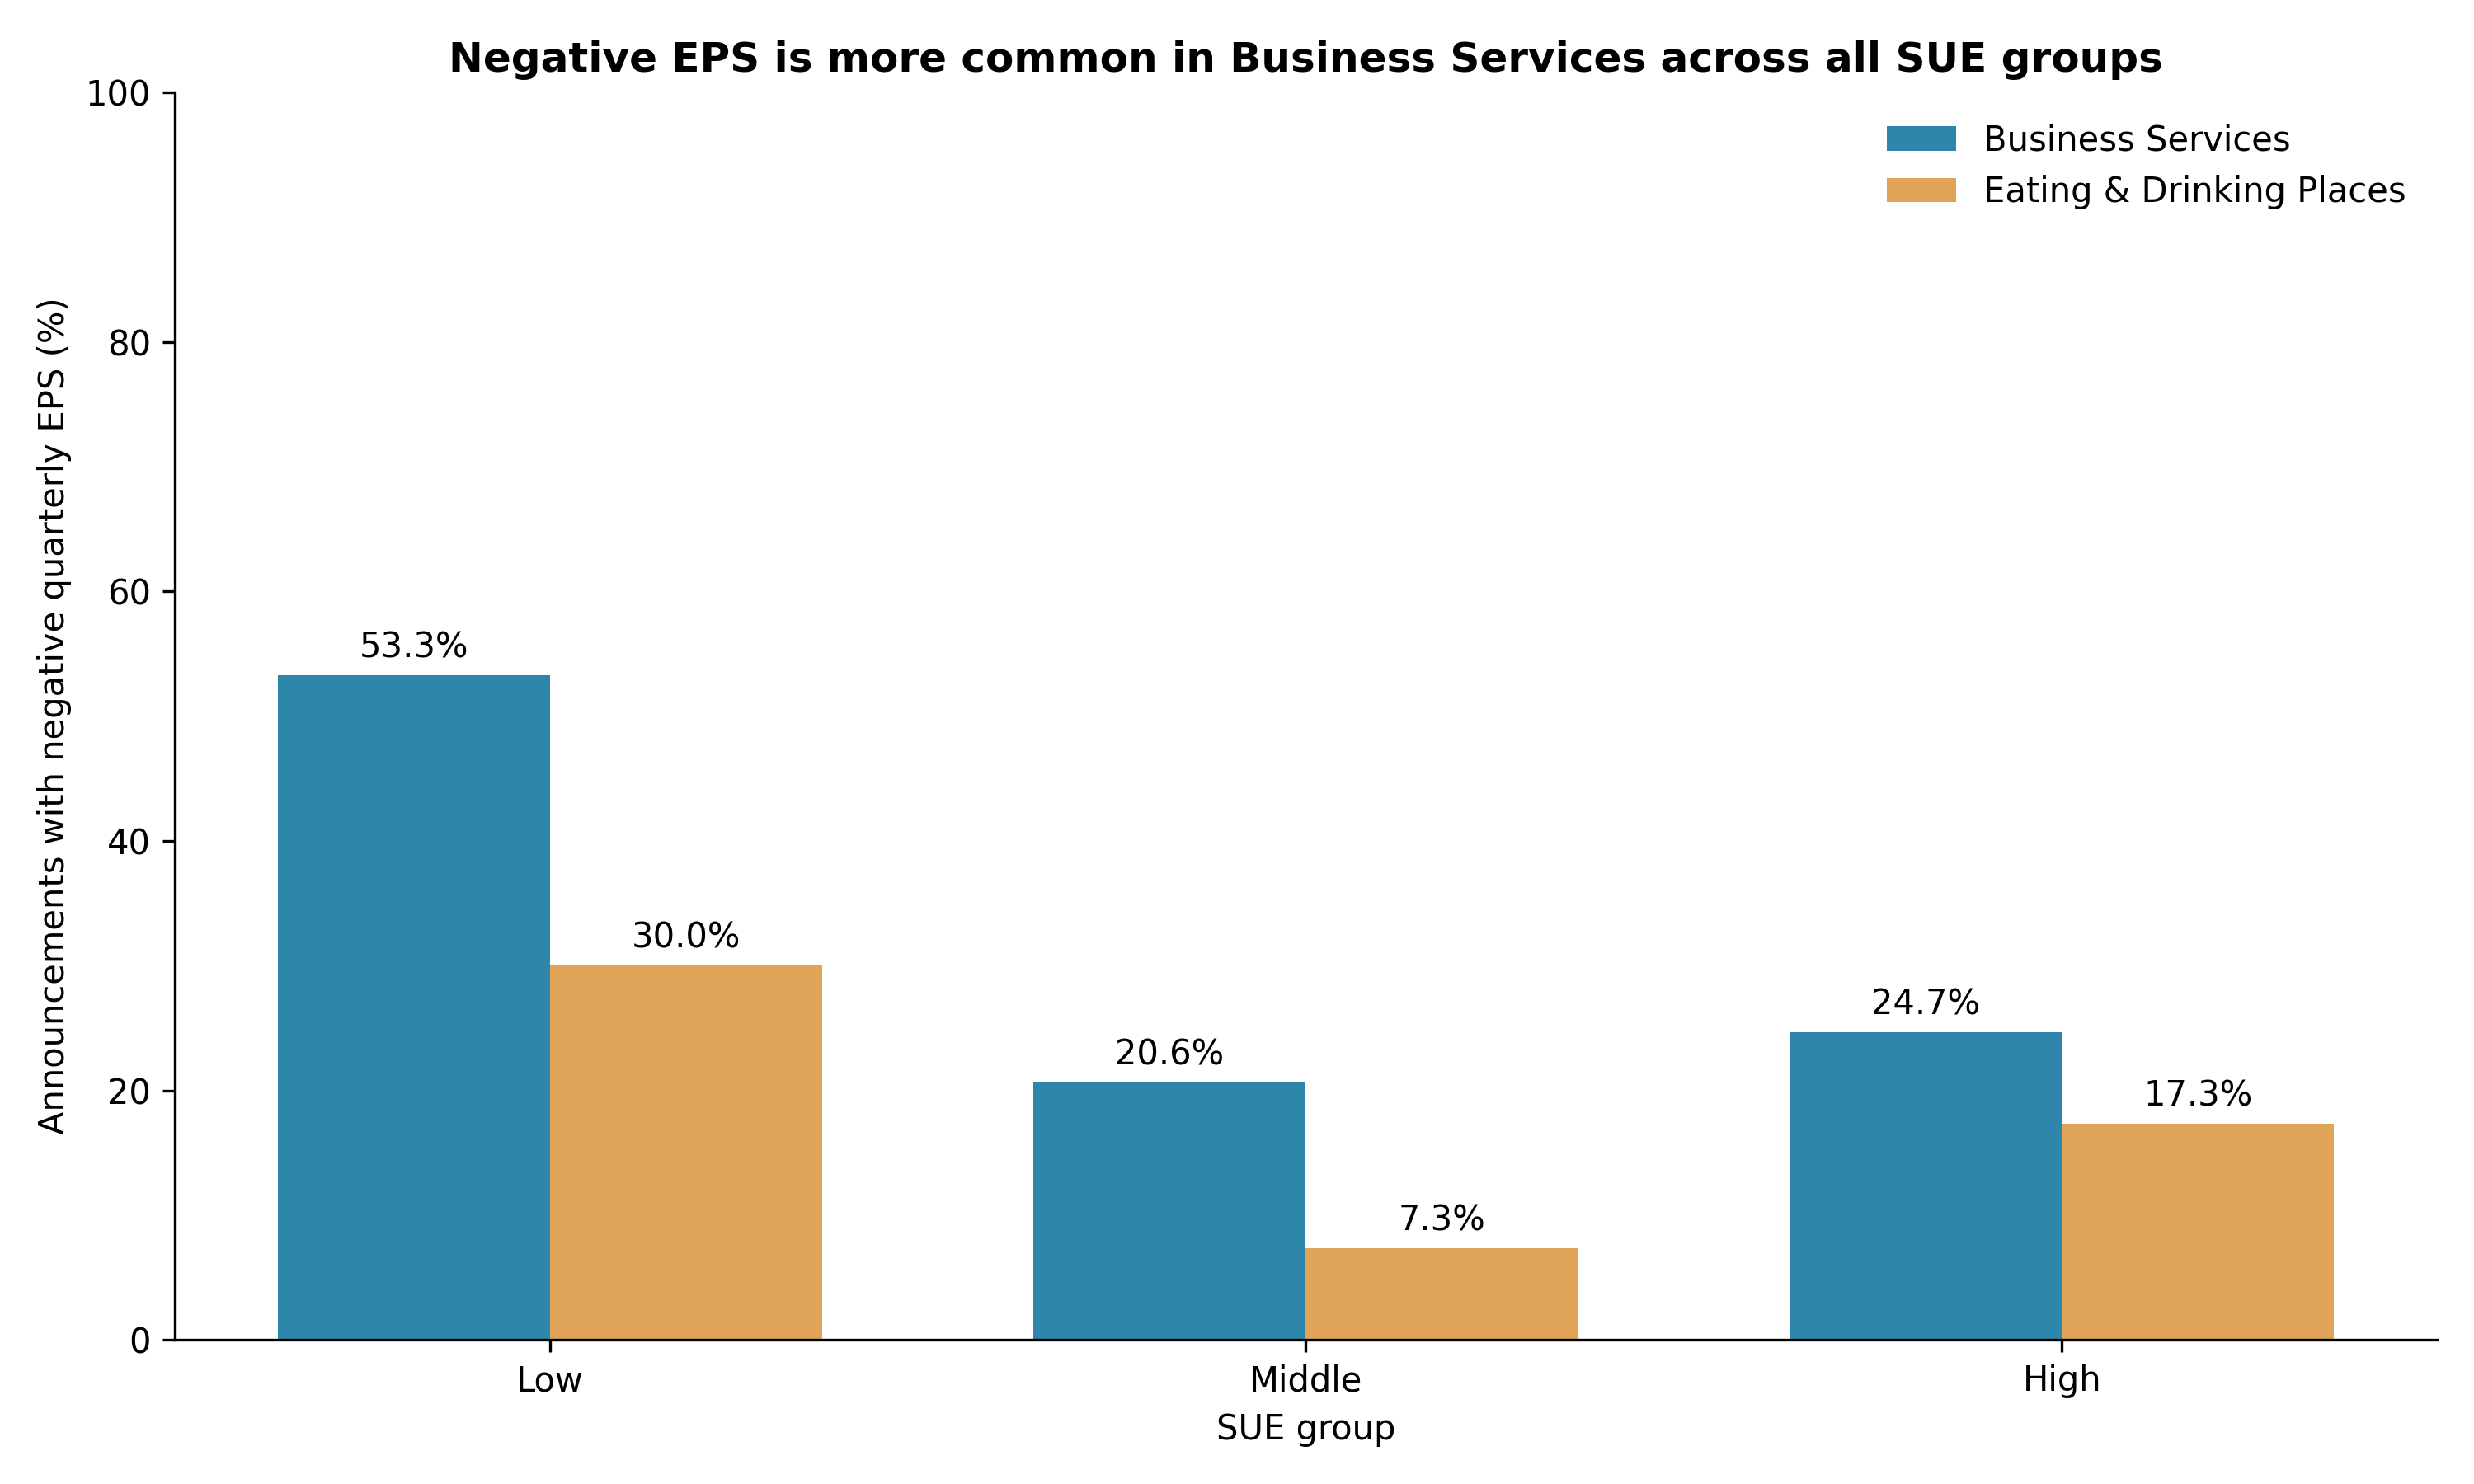 Negative EPS is more common in Business Services across all SUE groups
Business Services
Eating & Drinking Places
Announcements with negative quarterly EPS (%)
100
80
60
40
20
0
53.3%
30.0%
20.6%
7.3%
24.7%
17.3%
Low
Middle
High
SUE group